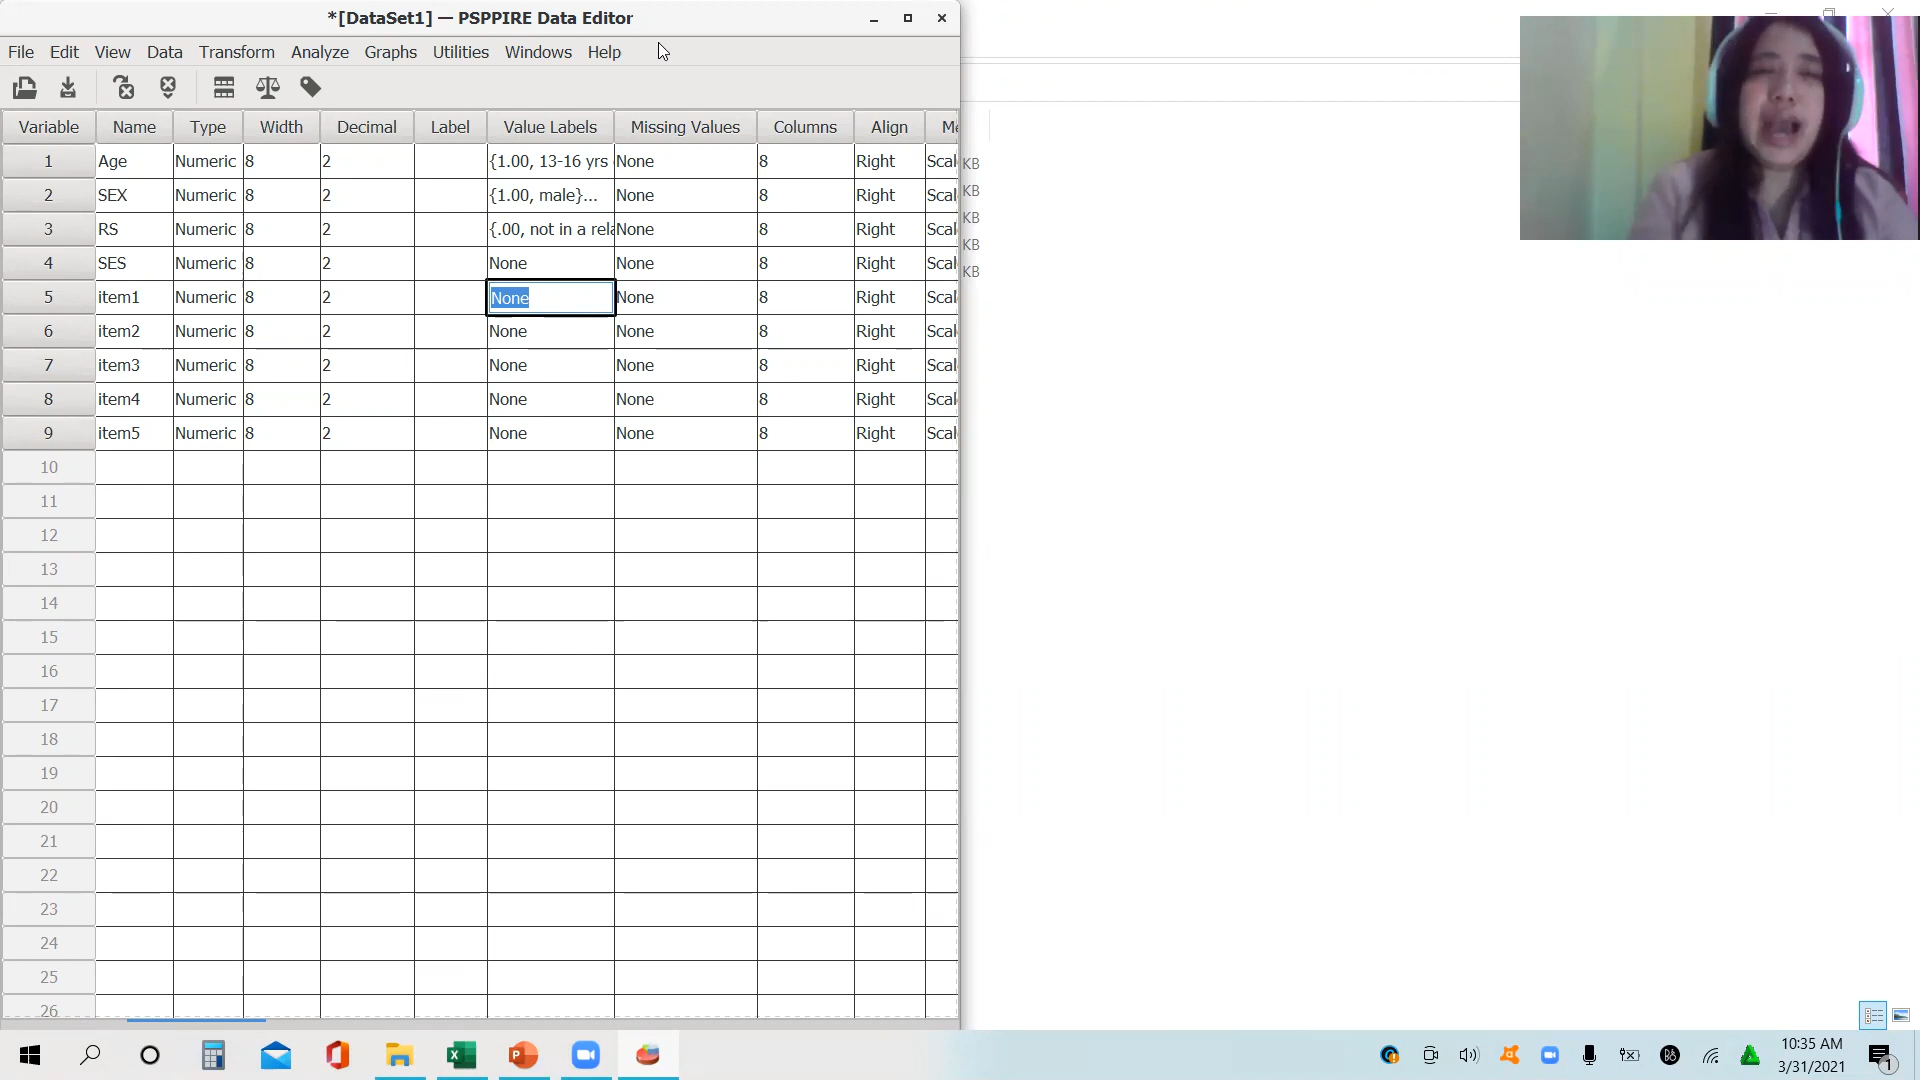 *[DataSet1] — PSPPIRE Data Editor
File Edit View Data Transform Analyze Graphs Utilities Windows Help
Variable Name Type Width Decimal Label Value Labels Missing Values Columns Align Me
1 Age Numeric 8 2 {1.00, 13-16 yrs None 8 Right Scal KB
2 SEX Numeric 8 2 {1.00, male}... None 8 Right Scal KB
3 RS Numeric 8 2 {.00, not in a rela None 8 Right Scal KB
4 SES Numeric 8 2 None None 8 Right Scal KB
5 item1 Numeric 8 2 None None 8 Right Scal KB
6 item2 Numeric 8 2 None None 8 Right Scal
7 item3 Numeric 8 2 None None 8 Right Scal
8 item4 Numeric 8 2 None None 8 Right Scal
9 item5 Numeric 8 2 None None 8 Right Scal
10
11
12
13
14
15
16
17
18
19
20
21
22
23
24
25
26
10:35 AM
3/31/2021
1